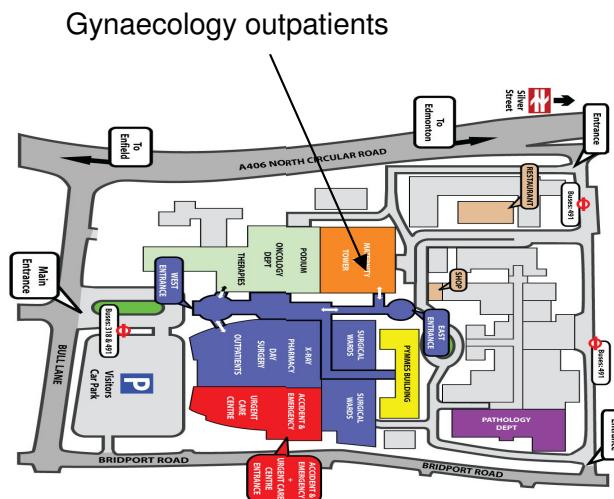 Gynaecology outpatients
Silver
Street
To
Edmonton
Entrance
To
Enfield
A406 NORTH CIRCULAR ROAD
RESTAURANT
Buses: 491
MATERNITY
TOWER
PODIUM
ONCOLOGY DEPT
THERAPIES
SHOP
WEST
ENTRANCE
EAST
ENTRANCE
Main
Entrance
Buses: 318 & 491
Buses: 491
BULL LANE
P
Visitors
Car Park
X-RAY
PHARMACY
DAY
SURGERY
OUTPATIENTS
SURGICAL
WARDS
PYMMES BUILDING
SURGICAL
WARDS
ACCIDENT &
EMERGENCY
URGENT
CARE
CENTRE
PATHOLOGY
DEPT
BRIDPORT ROAD
BRIDPORT ROAD
ACCIDENT &
EMERGENCY
+
URGENT CARE
CENTRE
ENTRANCE